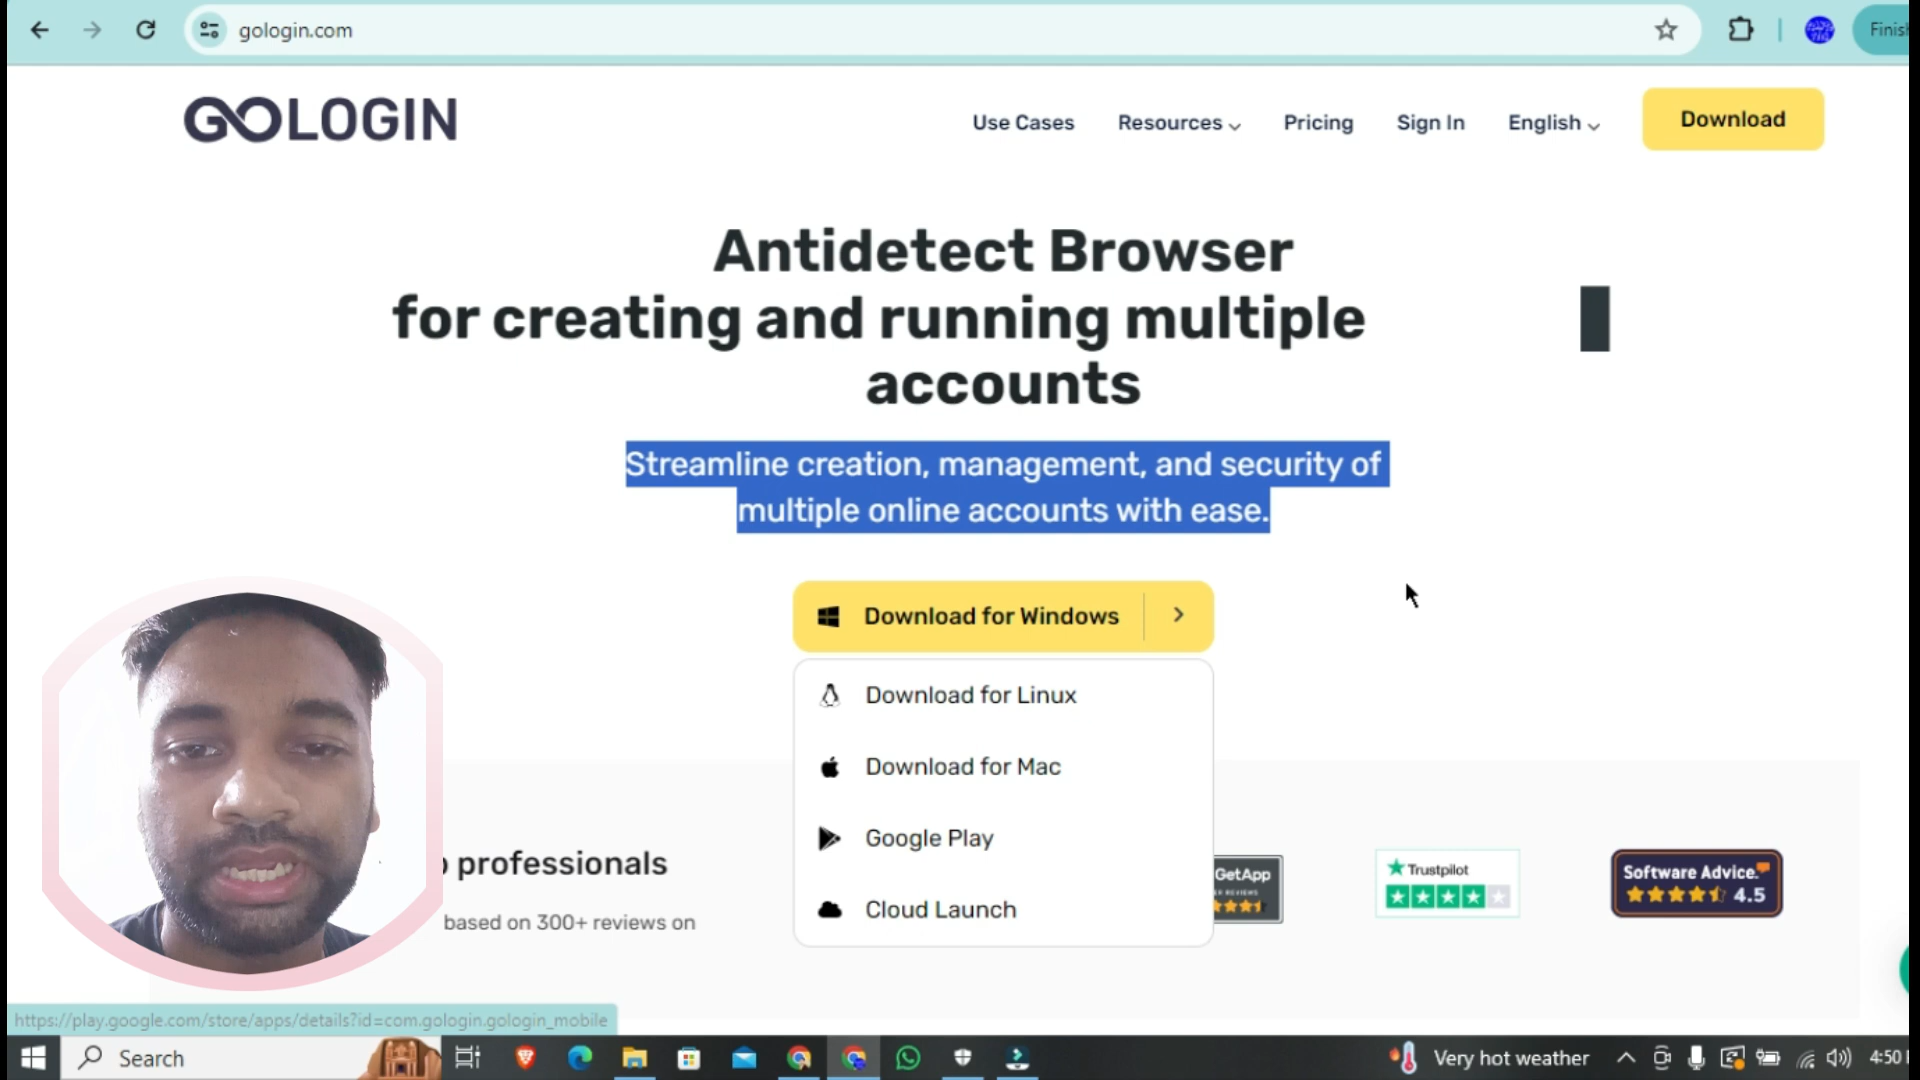 gologin.com
Finis
GOLOGIN
Use Cases
Resources
Pricing
Sign In
English
Download
Antidetect Browser
for creating and running multiple
accounts
Streamline creation, management, and security of
multiple online accounts with ease.
Download for Windows
Download for Linux
Download for Mac
Google Play
Cloud Launch
professionals
based on 300+ reviews on
GetApp
Trustpilot
Software Advice.
4.5
https://play.google.com/store/apps/details?id=com.gologin.gologin_mobile
Search
Very hot weather
4:50